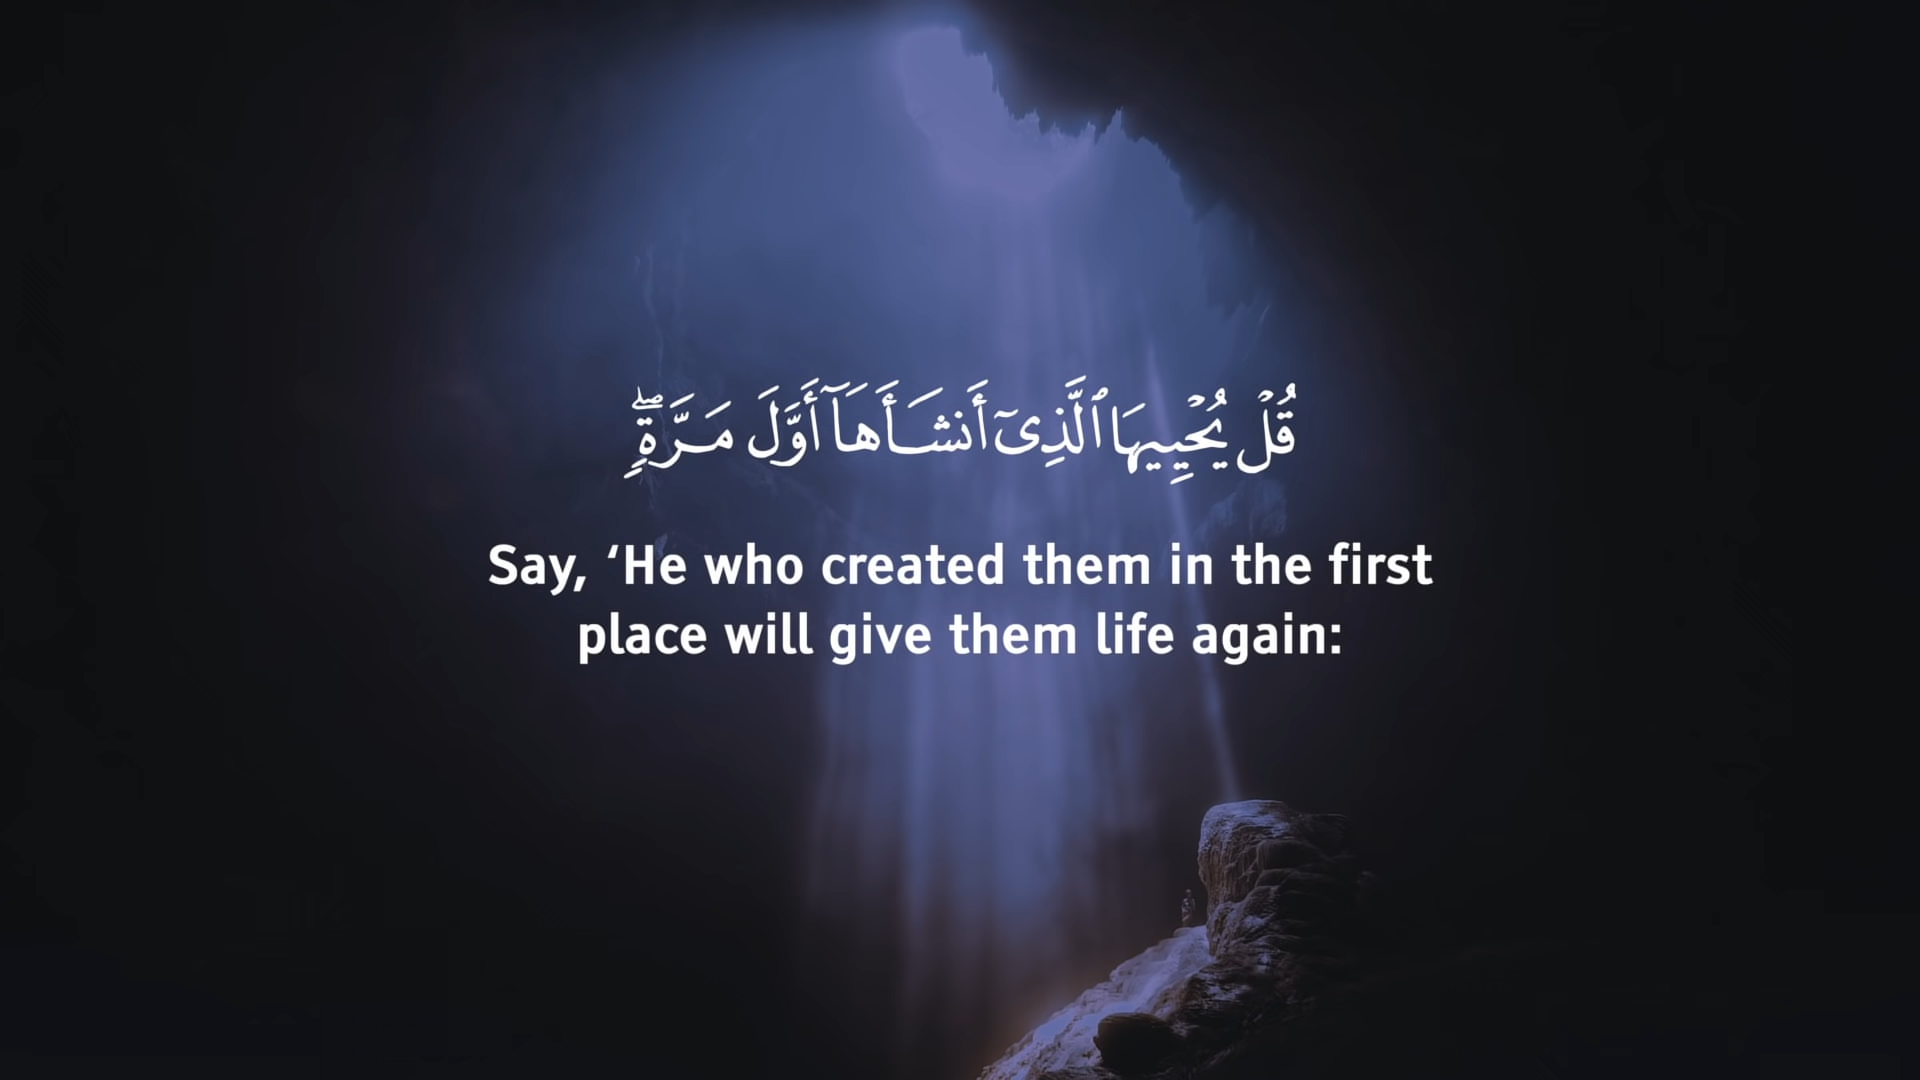 قُلْ يُحْيِيهَا ٱلَّذِىٓ أَنشَأَهَآ أَوَّلَ مَرَّةٍۢ ۖ
Say, ‘He who created them in the first
place will give them life again: